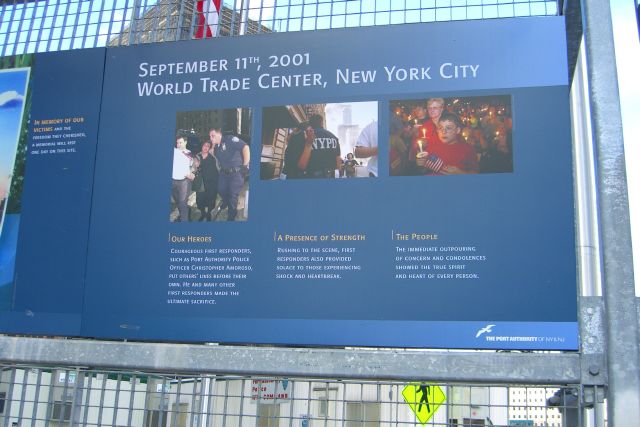 September 11th, 2001
World Trade Center, New York City
In memory of our
victims and the
freedom they cherished,
a memorial will rise
one day on this site.
NYPD
Our Heroes
Courageous first responders,
such as Port Authority Police
Officer Christopher Amoroso,
put others' lives before their
own. He and many other
first responders made the
ultimate sacrifice.
A Presence of Strength
Rushing to the scene, first
responders also provided
solace to those experiencing
shock and heartbreak.
The People
The immediate outpouring
of concern and condolences
showed the true spirit
and heart of every person.
THE PORT AUTHORITY OF NY & NJ